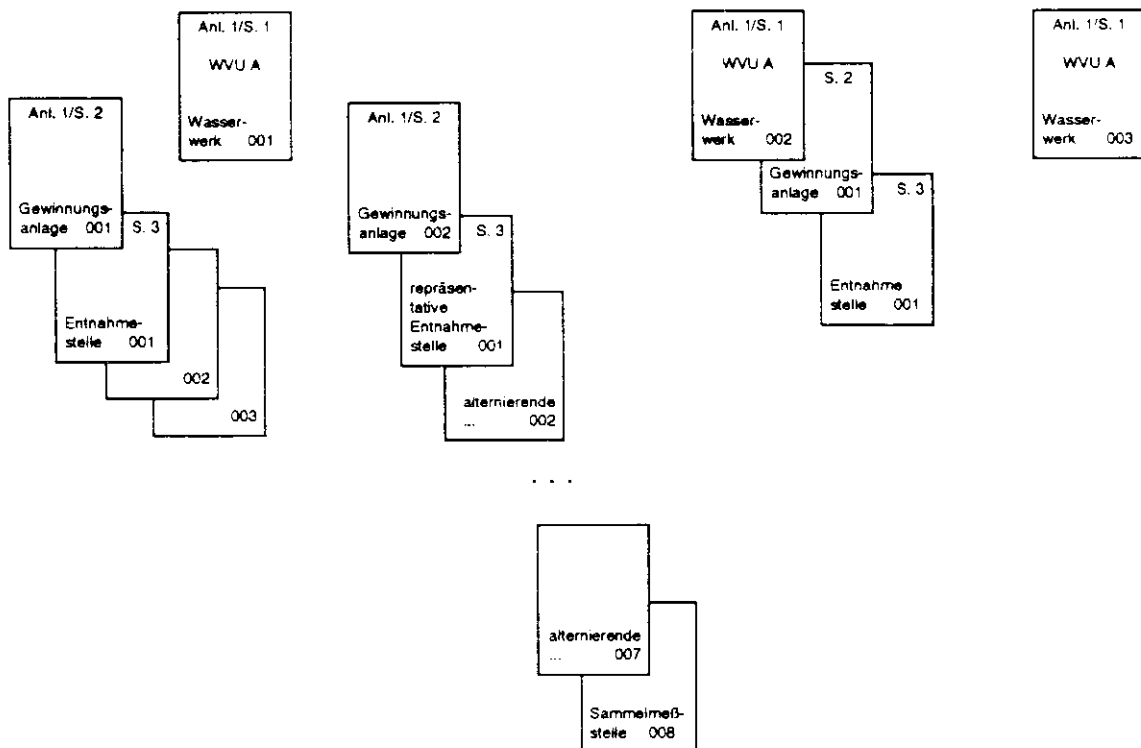 Anl. 1/S. 1
WVU A
Wasser-
werk 001
Anl. 1/S. 2
Gewinnungs-
anlage 001
S. 3
Entnahme-
stelle 001
002
003
Anl. 1/S. 2
Gewinnungs-
anlage 002
S. 3
repräsen-
tative
Entnahme-
stelle 001
alternierende
... 002
. . .
alternierende
... 007
Sammelmeß-
stelle 008
Anl. 1/S. 1
WVU A
Wasser-
werk 002
S. 2
Gewinnungs-
anlage 001
S. 3
Entnahme
stelle 001
Anl. 1/S. 1
WVU A
Wasser-
werk 003